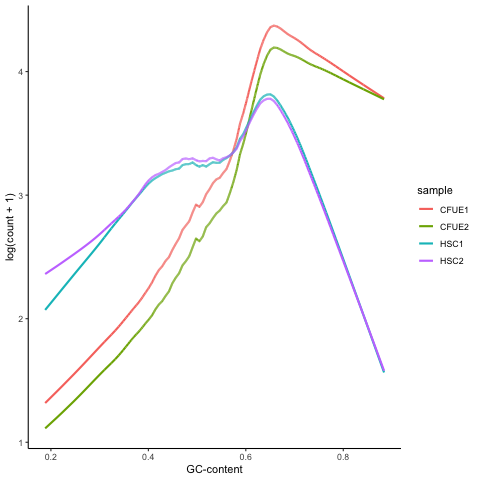 log(count + 1)
4
3
2
1
0.2 0.4 0.6 0.8
GC-content
sample
CFUE1
CFUE2
HSC1
HSC2